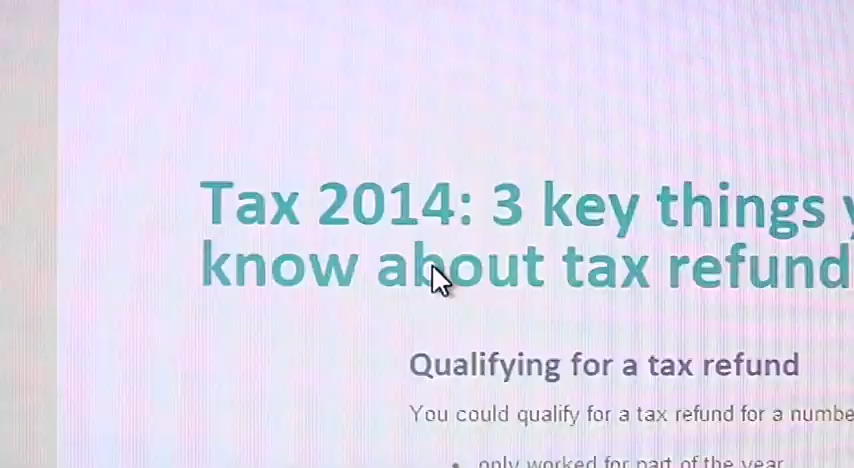 Tax 2014: 3 key things y
know about tax refund
Qualifying for a tax refund
You could qualify for a tax refund for a numbe
• only worked for part of the year